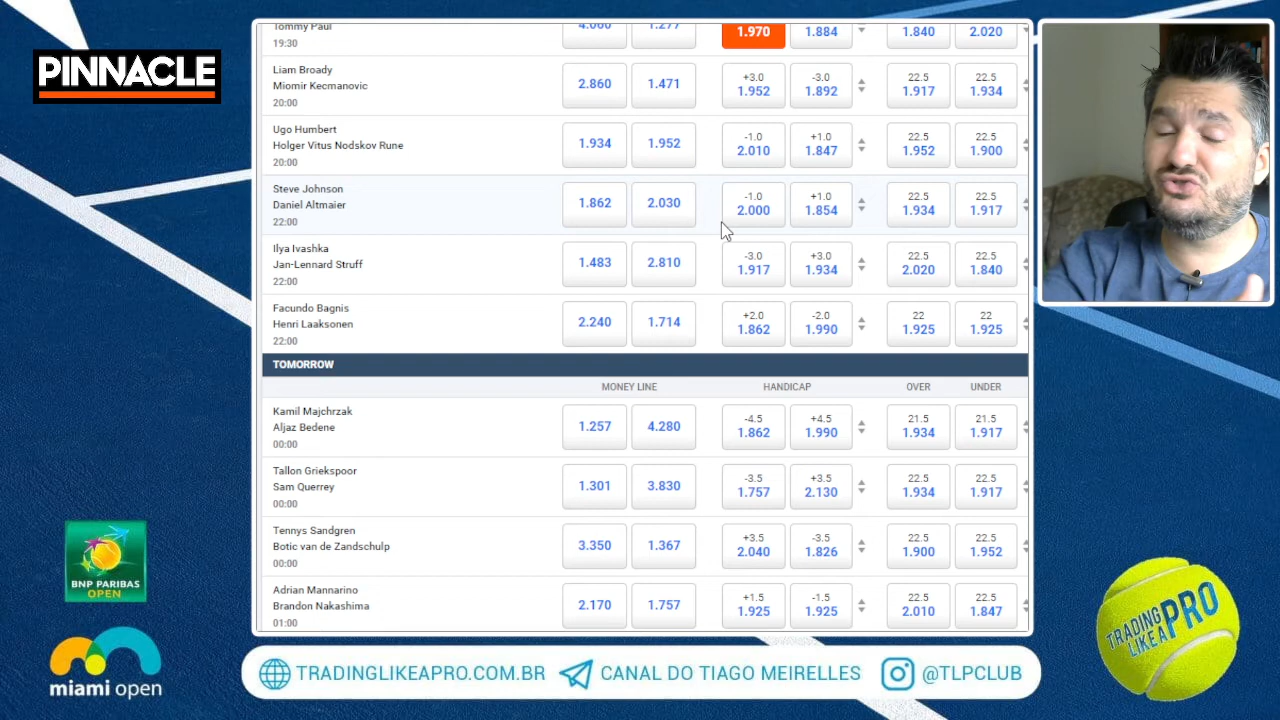 PINNACLE
Tommy Paul
19:30
4.060 1.277 1.970 1.884 1.840 2.020
Liam Broady
Miomir Kecmanovic
20:00
2.860 1.471 +3.0 1.952 -3.0 1.892 22.5 1.917 22.5 1.934
Ugo Humbert
Holger Vitus Nodskov Rune
20:00
1.934 1.952 -1.0 2.010 +1.0 1.847 22.5 1.952 22.5 1.900
Steve Johnson
Daniel Altmaier
22:00
1.862 2.030 -1.0 2.000 +1.0 1.854 22.5 1.934 22.5 1.917
Ilya Ivashka
Jan-Lennard Struff
22:00
1.483 2.810 -3.0 1.917 +3.0 1.934 22.5 2.020 22.5 1.840
Facundo Bagnis
Henri Laaksonen
22:00
2.240 1.714 +2.0 1.862 -2.0 1.990 22 1.925 22 1.925
TOMORROW
MONEY LINE HANDICAP OVER UNDER
Kamil Majchrzak
Aljaz Bedene
00:00
1.257 4.280 -4.5 1.862 +4.5 1.990 21.5 1.934 21.5 1.917
Tallon Griekspoor
Sam Querrey
00:00
1.301 3.830 -3.5 1.757 +3.5 2.130 22.5 1.934 22.5 1.917
Tennys Sandgren
Botic van de Zandschulp
00:00
3.350 1.367 +3.5 2.040 -3.5 1.826 22.5 1.900 22.5 1.952
Adrian Mannarino
Brandon Nakashima
01:00
2.170 1.757 +1.5 1.925 -1.5 1.925 22.5 2.010 22.5 1.847
BNP PARIBAS
OPEN
miami open
TRADING
LIKE A
PRO
TRADINGLIKEAPRO.COM.BR CANAL DO TIAGO MEIRELLES @TLPCLUB